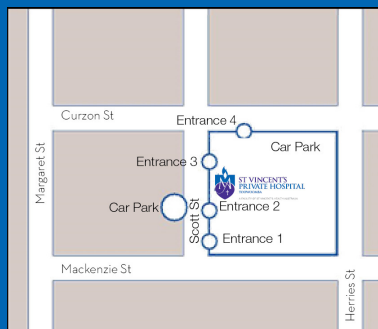 Curzon St
Entrance 4
Car Park
Entrance 3
Margaret St
ST VINCENT'S
PRIVATE HOSPITAL
TOOWOOMBA
Car Park
Scott St
Entrance 2
Entrance 1
Mackenzie St
Herries St